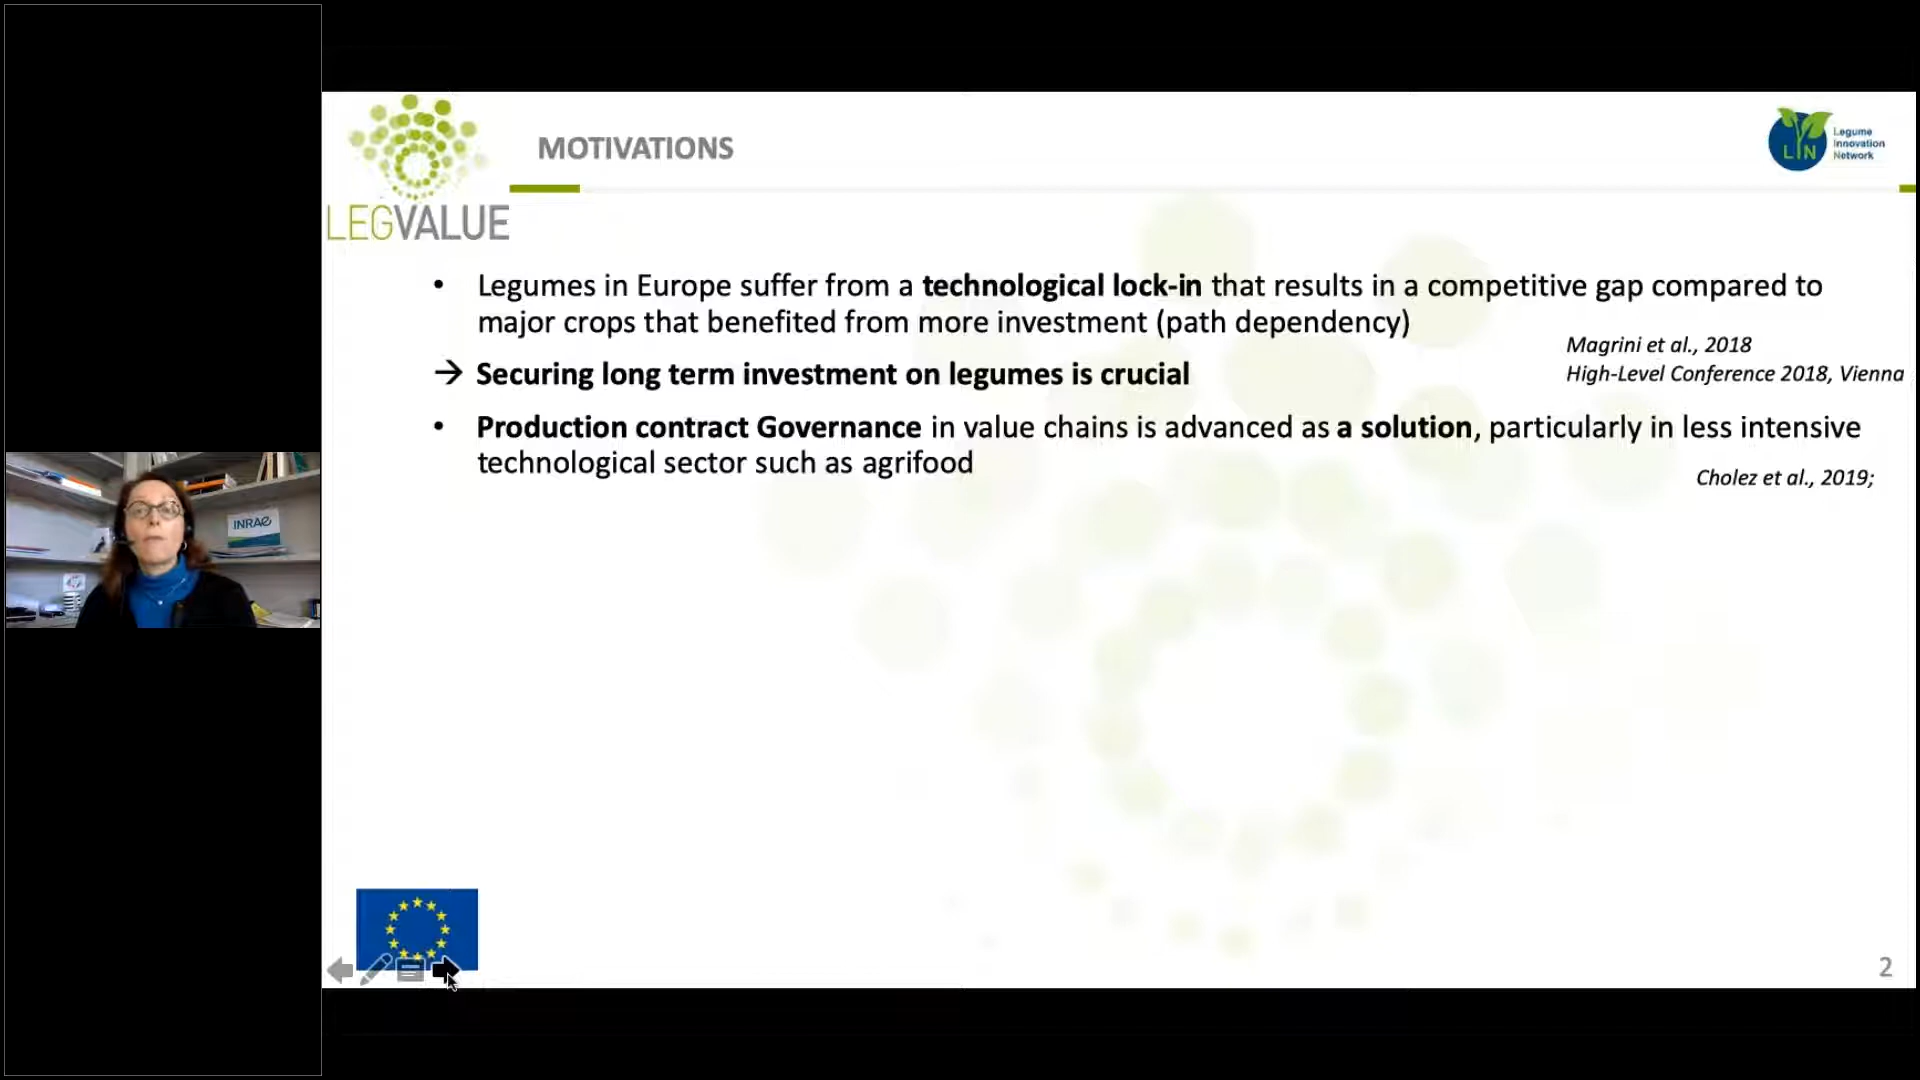 MOTIVATIONS
Legume
Innovation
Network
LIN
LEGVALUE
• Legumes in Europe suffer from a technological lock-in that results in a competitive gap compared to
major crops that benefited from more investment (path dependency)
Magrini et al., 2018
High-Level Conference 2018, Vienna
→ Securing long term investment on legumes is crucial
• Production contract Governance in value chains is advanced as a solution, particularly in less intensive
technological sector such as agrifood
Cholez et al., 2019;
INRAE
2